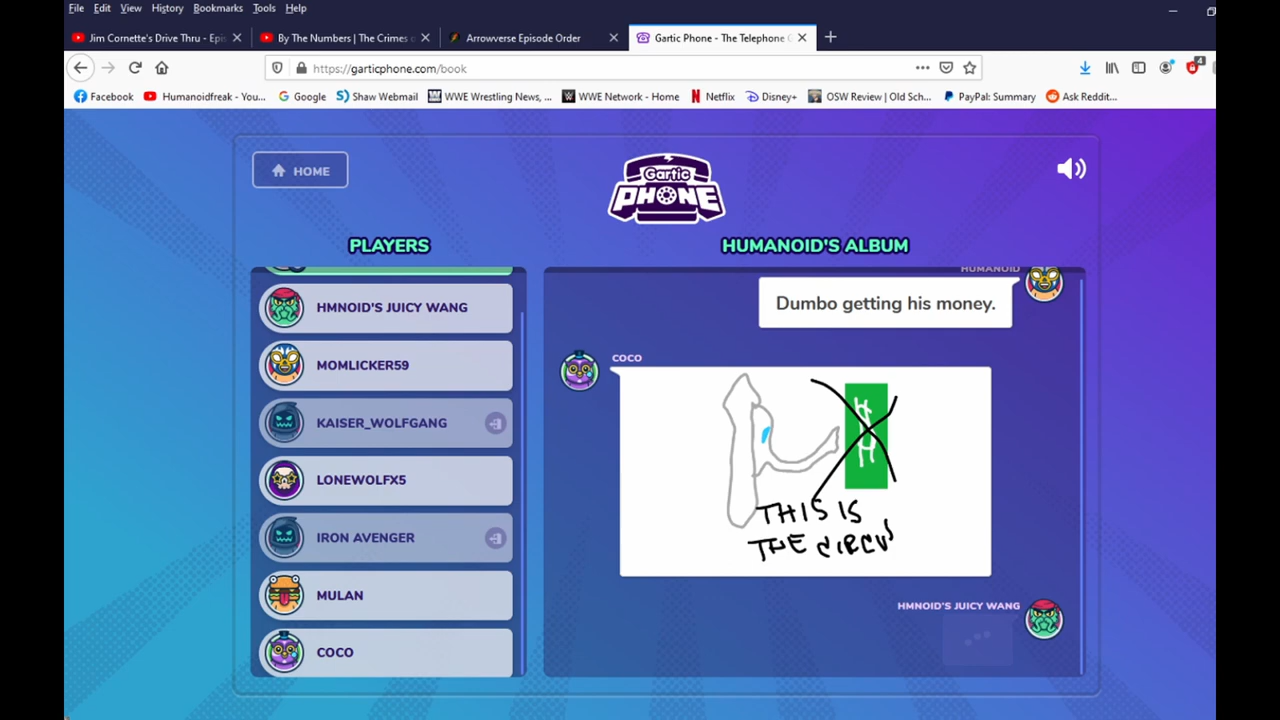 File Edit View History Bookmarks Tools Help
Jim Cornette's Drive Thru - Epi
By The Numbers | The Crimes o
Arrowverse Episode Order
Gartic Phone - The Telephone G
https://garticphone.com/book
4
Facebook
Humanoidfreak - You...
Google
Shaw Webmail
WWE Wrestling News, ...
WWE Network - Home
Netflix
Disney+
OSW Review | Old Sch...
PayPal: Summary
Ask Reddit...
HOME
Gartic
PHONE
PLAYERS
HMNOID'S JUICY WANG
MOMLICKER59
KAISER_WOLFGANG
LONEWOLFX5
IRON AVENGER
MULAN
COCO
HUMANOID'S ALBUM
HUMANOID
Dumbo getting his money.
COCO
$
THIS IS
THE CIRCUS
HMNOID'S JUICY WANG